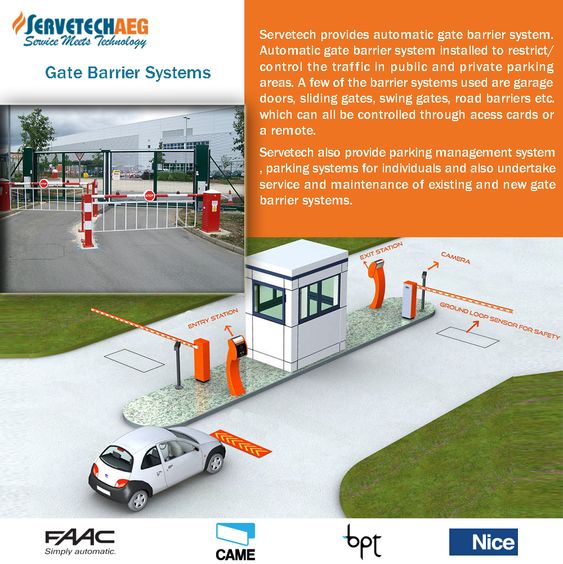 SERVETECHAEG
Service Meets Technology
Gate Barrier Systems
Servetech provides automatic gate barrier system.
Automatic gate barrier system installed to restrict/
control the traffic in public and private parking
areas. A few of the barrier systems used are garage
doors, sliding gates, swing gates, road barriers etc.
which can all be controlled through acess cards or
a remote.
Servetech also provide parking management system
, parking systems for individuals and also undertake
service and maintenance of existing and new gate
barrier systems.
EXIT STATION
CAMERA
GROUND LOOP SENSOR FOR SAFETY
ENTRY STATION
FAAC
Simply automatic.
CAME
bpt
Nice